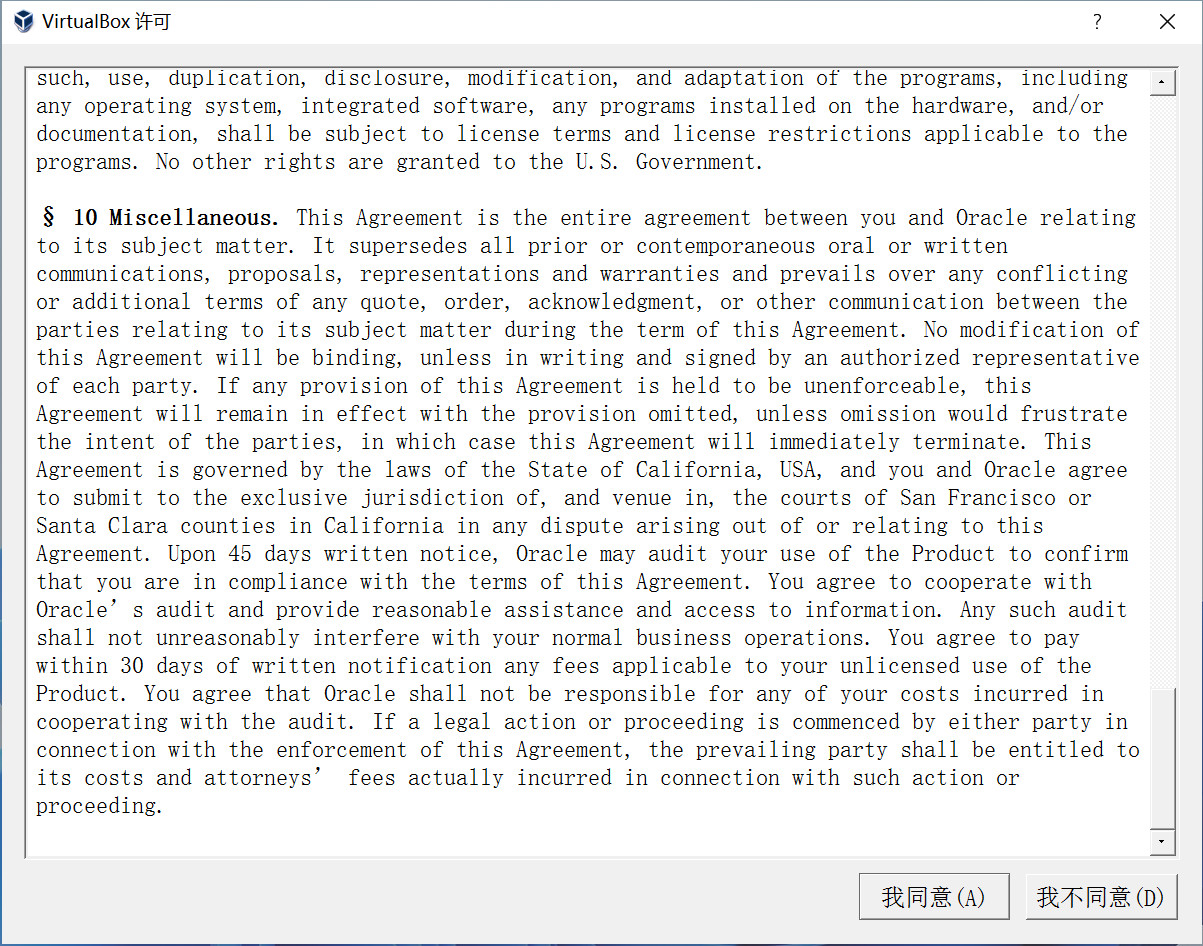 VirtualBox 许可
such, use, duplication, disclosure, modification, and adaptation of the programs, including
any operating system, integrated software, any programs installed on the hardware, and/or
documentation, shall be subject to license terms and license restrictions applicable to the
programs. No other rights are granted to the U.S. Government.
§ 10 Miscellaneous. This Agreement is the entire agreement between you and Oracle relating
to its subject matter. It supersedes all prior or contemporaneous oral or written
communications, proposals, representations and warranties and prevails over any conflicting
or additional terms of any quote, order, acknowledgment, or other communication between the
parties relating to its subject matter during the term of this Agreement. No modification of
this Agreement will be binding, unless in writing and signed by an authorized representative
of each party. If any provision of this Agreement is held to be unenforceable, this
Agreement will remain in effect with the provision omitted, unless omission would frustrate
the intent of the parties, in which case this Agreement will immediately terminate. This
Agreement is governed by the laws of the State of California, USA, and you and Oracle agree
to submit to the exclusive jurisdiction of, and venue in, the courts of San Francisco or
Santa Clara counties in California in any dispute arising out of or relating to this
Agreement. Upon 45 days written notice, Oracle may audit your use of the Product to confirm
that you are in compliance with the terms of this Agreement. You agree to cooperate with
Oracle’s audit and provide reasonable assistance and access to information. Any such audit
shall not unreasonably interfere with your normal business operations. You agree to pay
within 30 days of written notification any fees applicable to your unlicensed use of the
Product. You agree that Oracle shall not be responsible for any of your costs incurred in
cooperating with the audit. If a legal action or proceeding is commenced by either party in
connection with the enforcement of this Agreement, the prevailing party shall be entitled to
its costs and attorneys’ fees actually incurred in connection with such action or
proceeding.
我同意(A) 我不同意(D)